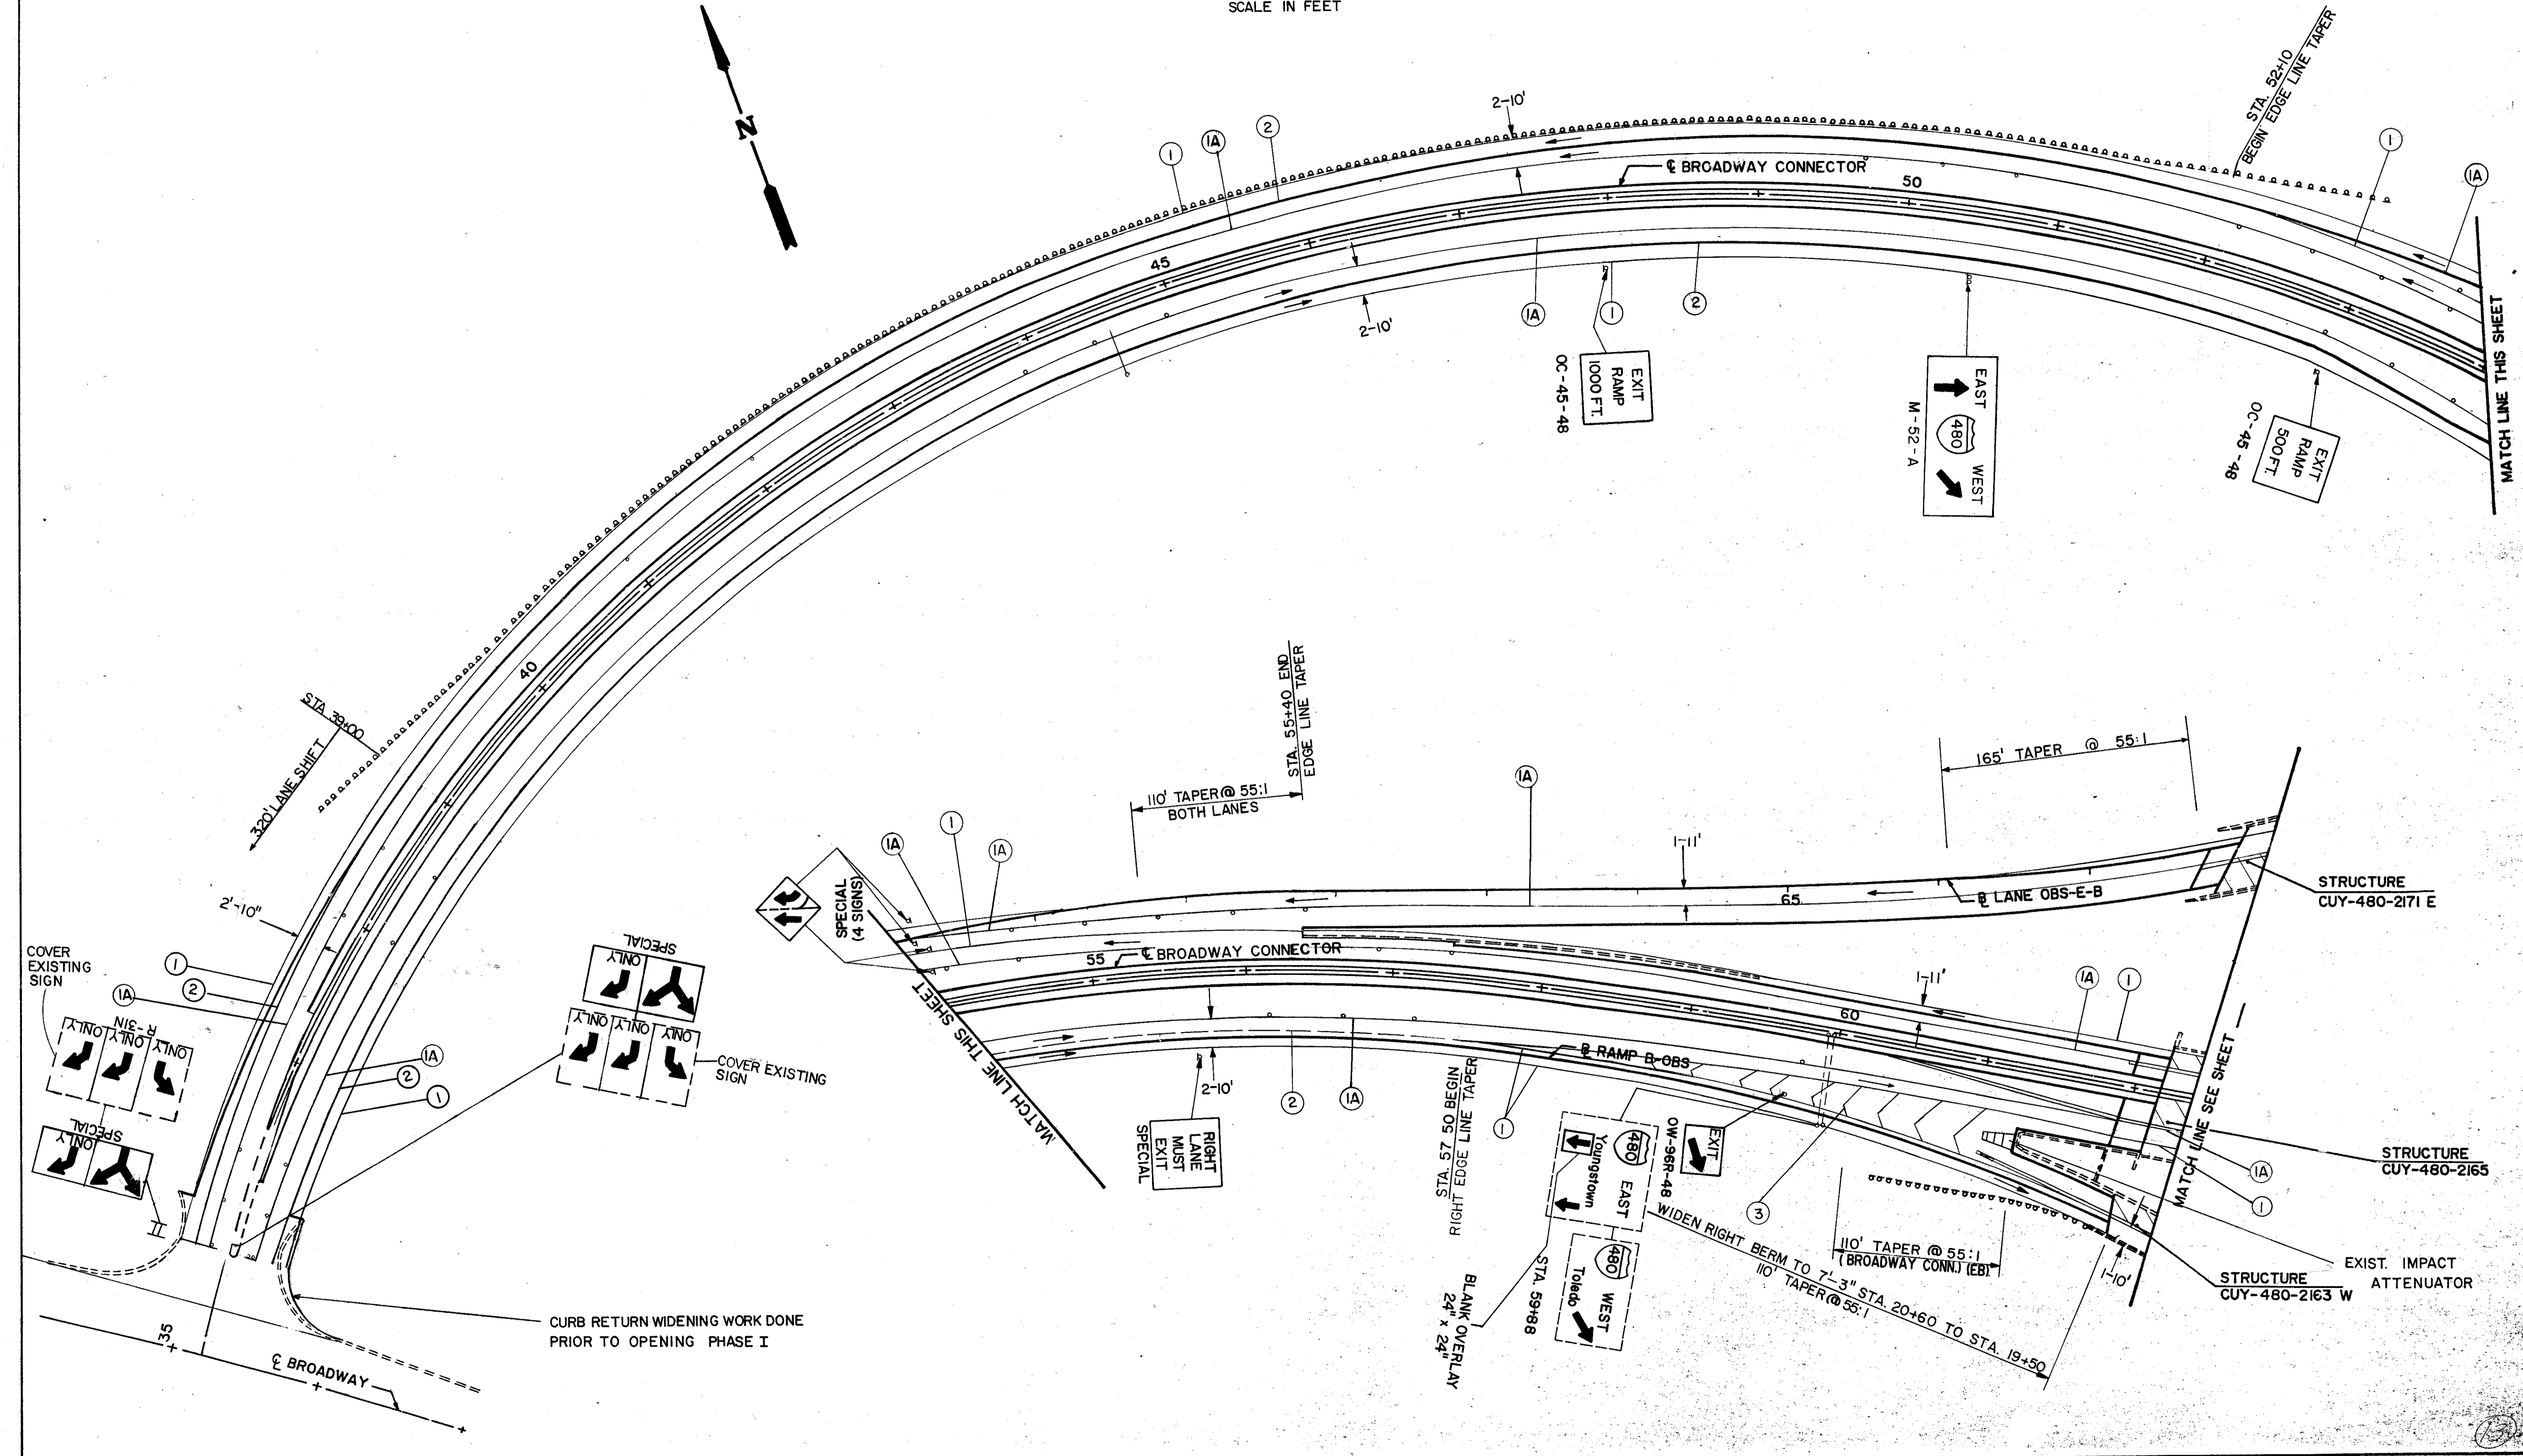 SCALE IN FEET
N
STA. 52+10
BEGIN EDGE LINE TAPER
2-10'
1
1A
2
℄ BROADWAY CONNECTOR
50
1
1A
45
2-10'
1A
1
2
EXIT
RAMP
1000 FT.
OC-45-48
EAST
480
WEST
M-52-A
EXIT
RAMP
500 FT.
OC-45-48
MATCH LINE THIS SHEET
40
STA 39+00
320' LANE SHIFT
2'-10"
COVER
EXISTING
SIGN
1
2
1A
R-31N
ONLY
ONLY
ONLY
SPECIAL
ONLY
1A
2
1
SPECIAL
ONLY
ONLY
ONLY
ONLY
COVER EXISTING
SIGN
CURB RETURN WIDENING WORK DONE
PRIOR TO OPENING PHASE I
35
℄ BROADWAY
STA. 55+40 END
EDGE LINE TAPER
110' TAPER @ 55:1
BOTH LANES
165' TAPER @ 55:1
1A
1
1A
1A
1A
SPECIAL
(4 SIGNS)
1-11'
65
LANE OBS-E-B
STRUCTURE
CUY-480-2171 E
55
℄ BROADWAY CONNECTOR
1-11'
60
1A
1
MATCH LINE THIS SHEET
RAMP B-OBS
2-10'
2
1A
1
RIGHT
LANE
MUST
EXIT
SPECIAL
STA. 57 50 BEGIN
RIGHT EDGE LINE TAPER
480
EAST
Youngstown
480
WEST
Toledo
EXIT
OW-96R-48
STA. 59+88
BLANK OVERLAY
24" x 24"
3
WIDEN RIGHT BERM TO 7'-3" STA. 20+60 TO STA. 19+50
110' TAPER @ 55:1
110' TAPER @ 55:1
(BROADWAY CONN.) (EB)
1-10'
MATCH LINE SEE SHEET
1A
1
STRUCTURE
CUY-480-2165
EXIST. IMPACT
ATTENUATOR
STRUCTURE
CUY-480-2163 W